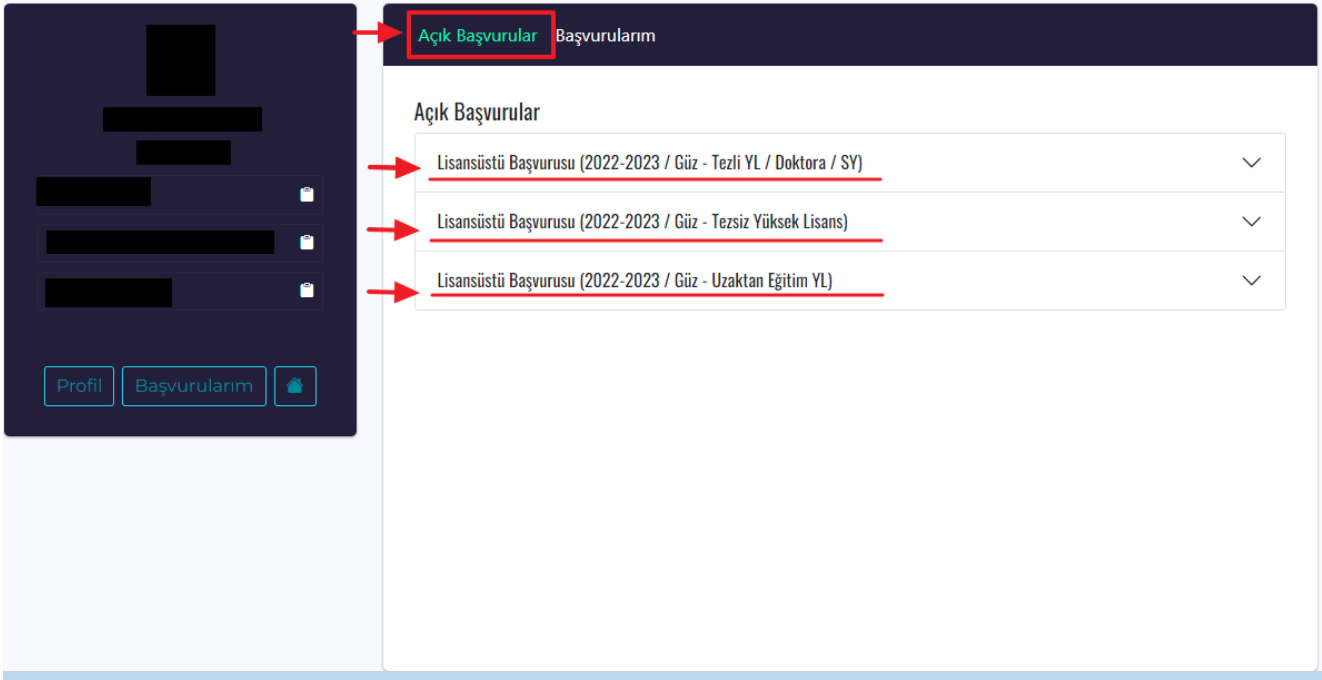 Açık Başvurular Başvurularım
Açık Başvurular
Lisansüstü Başvurusu (2022-2023 / Güz - Tezli YL / Doktora / SY)
Lisansüstü Başvurusu (2022-2023 / Güz - Tezsiz Yüksek Lisans)
Lisansüstü Başvurusu (2022-2023 / Güz - Uzaktan Eğitim YL)
Profil Başvurularım